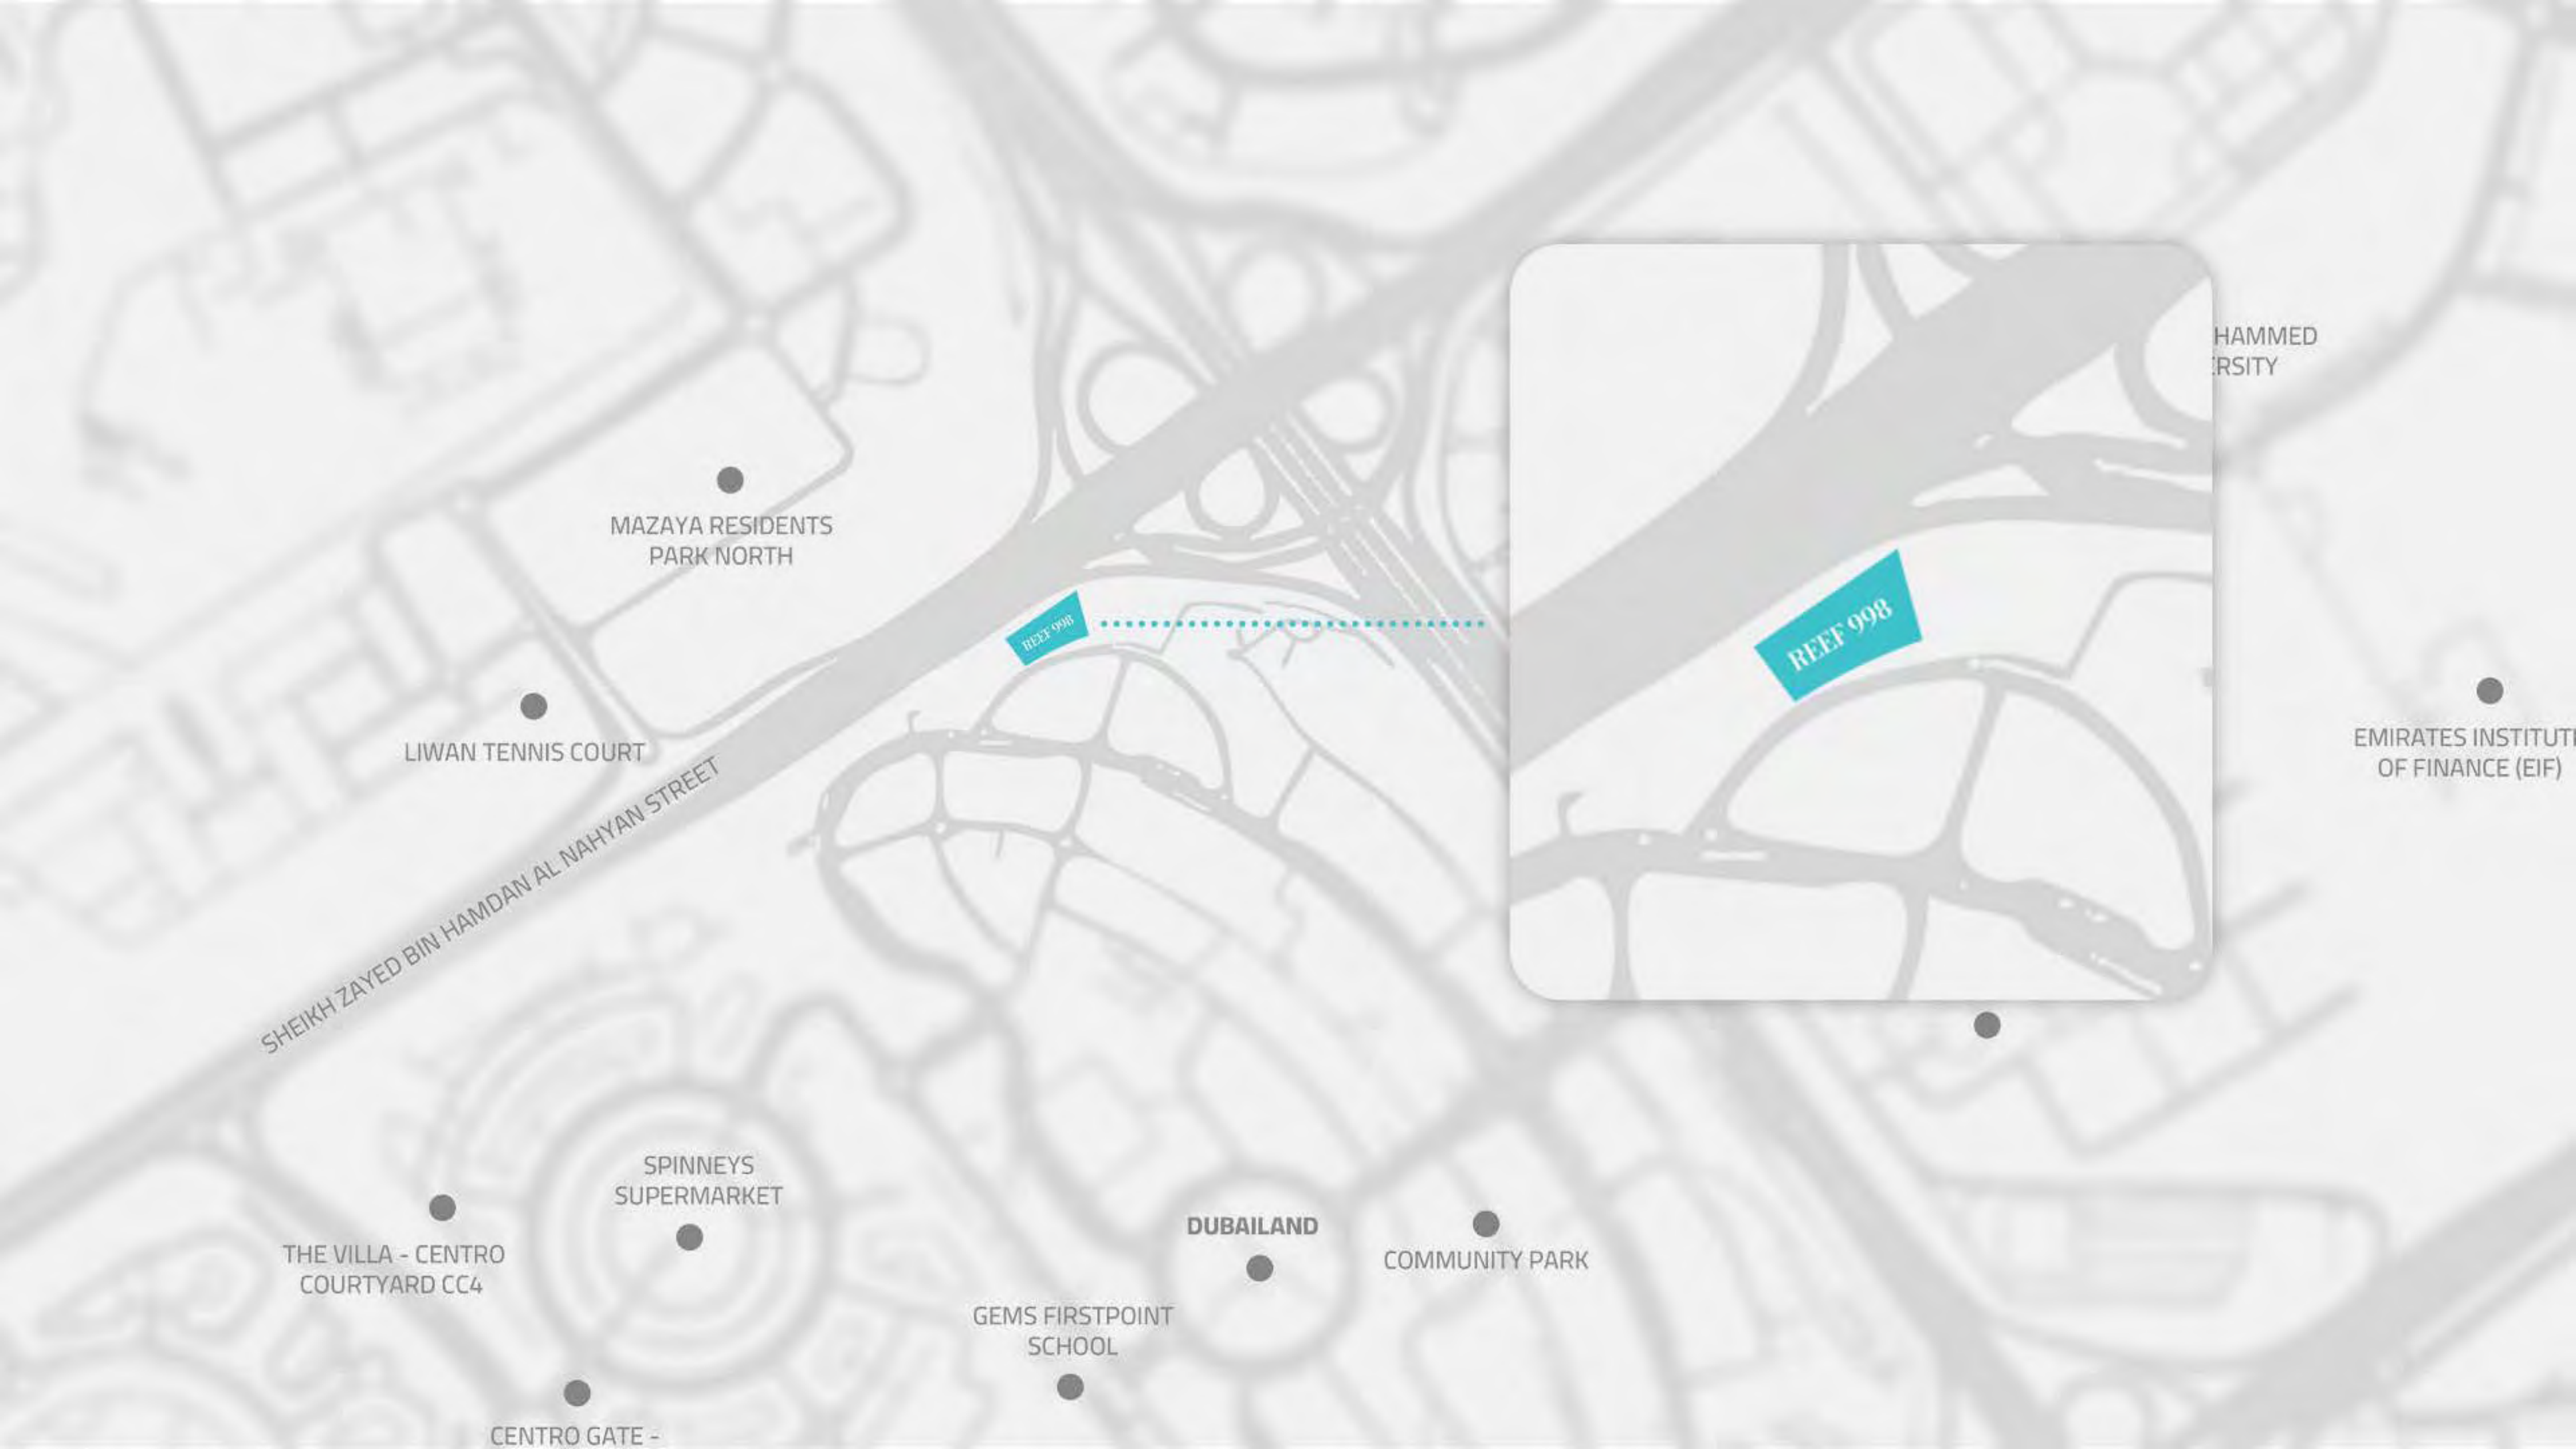 HAMMED
ERSITY
MAZAYA RESIDENTS
PARK NORTH
REEF 998
REEF 998
LIWAN TENNIS COURT
EMIRATES INSTITUT
OF FINANCE (EIF)
SHEIKH ZAYED BIN HAMDAN AL NAHYAN STREET
SPINNEYS
SUPERMARKET
THE VILLA - CENTRO
COURTYARD CC4
DUBAILAND
COMMUNITY PARK
GEMS FIRSTPOINT
SCHOOL
CENTRO GATE -